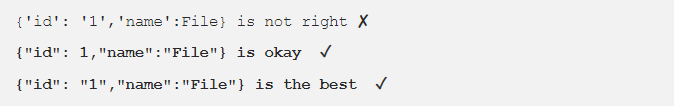 {'id': '1','name':File} is not right ✗
{"id": 1,"name":"File"} is okay ✓
{"id": "1","name":"File"} is the best ✓